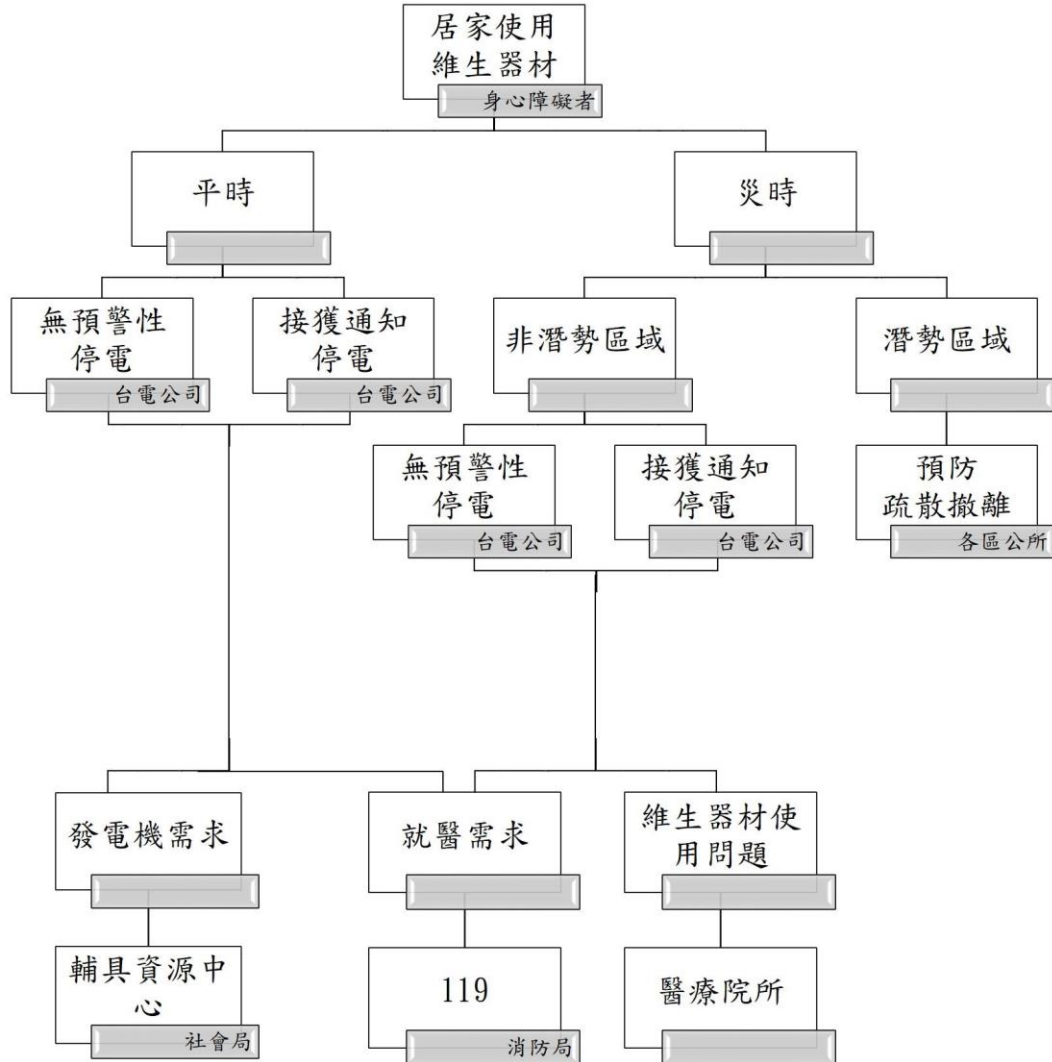 居家使用
維生器材
身心障礙者
平時
災時
無預警性
停電
台電公司
接獲通知
停電
台電公司
非潛勢區域
潛勢區域
無預警性
停電
台電公司
接獲通知
停電
台電公司
預防
疏散撤離
各區公所
發電機需求
就醫需求
維生器材使
用問題
輔具資源中
心
社會局
119
消防局
醫療院所